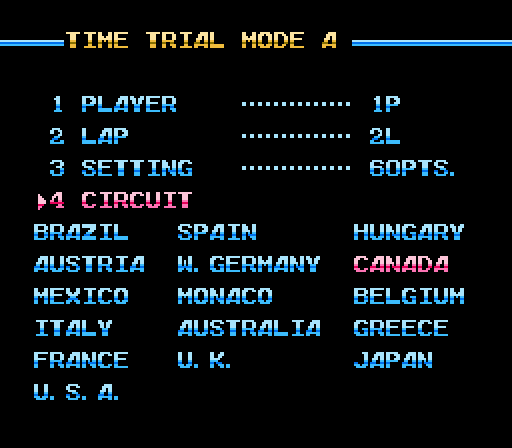 TIME TRIAL MODE A
1 PLAYER ·············· 1P
2 LAP ·············· 2L
3 SETTING ·············· 60PTS.
4 CIRCUIT
BRAZIL SPAIN HUNGARY
AUSTRIA W. GERMANY CANADA
MEXICO MONACO BELGIUM
ITALY AUSTRALIA GREECE
FRANCE U. K. JAPAN
U. S. A.